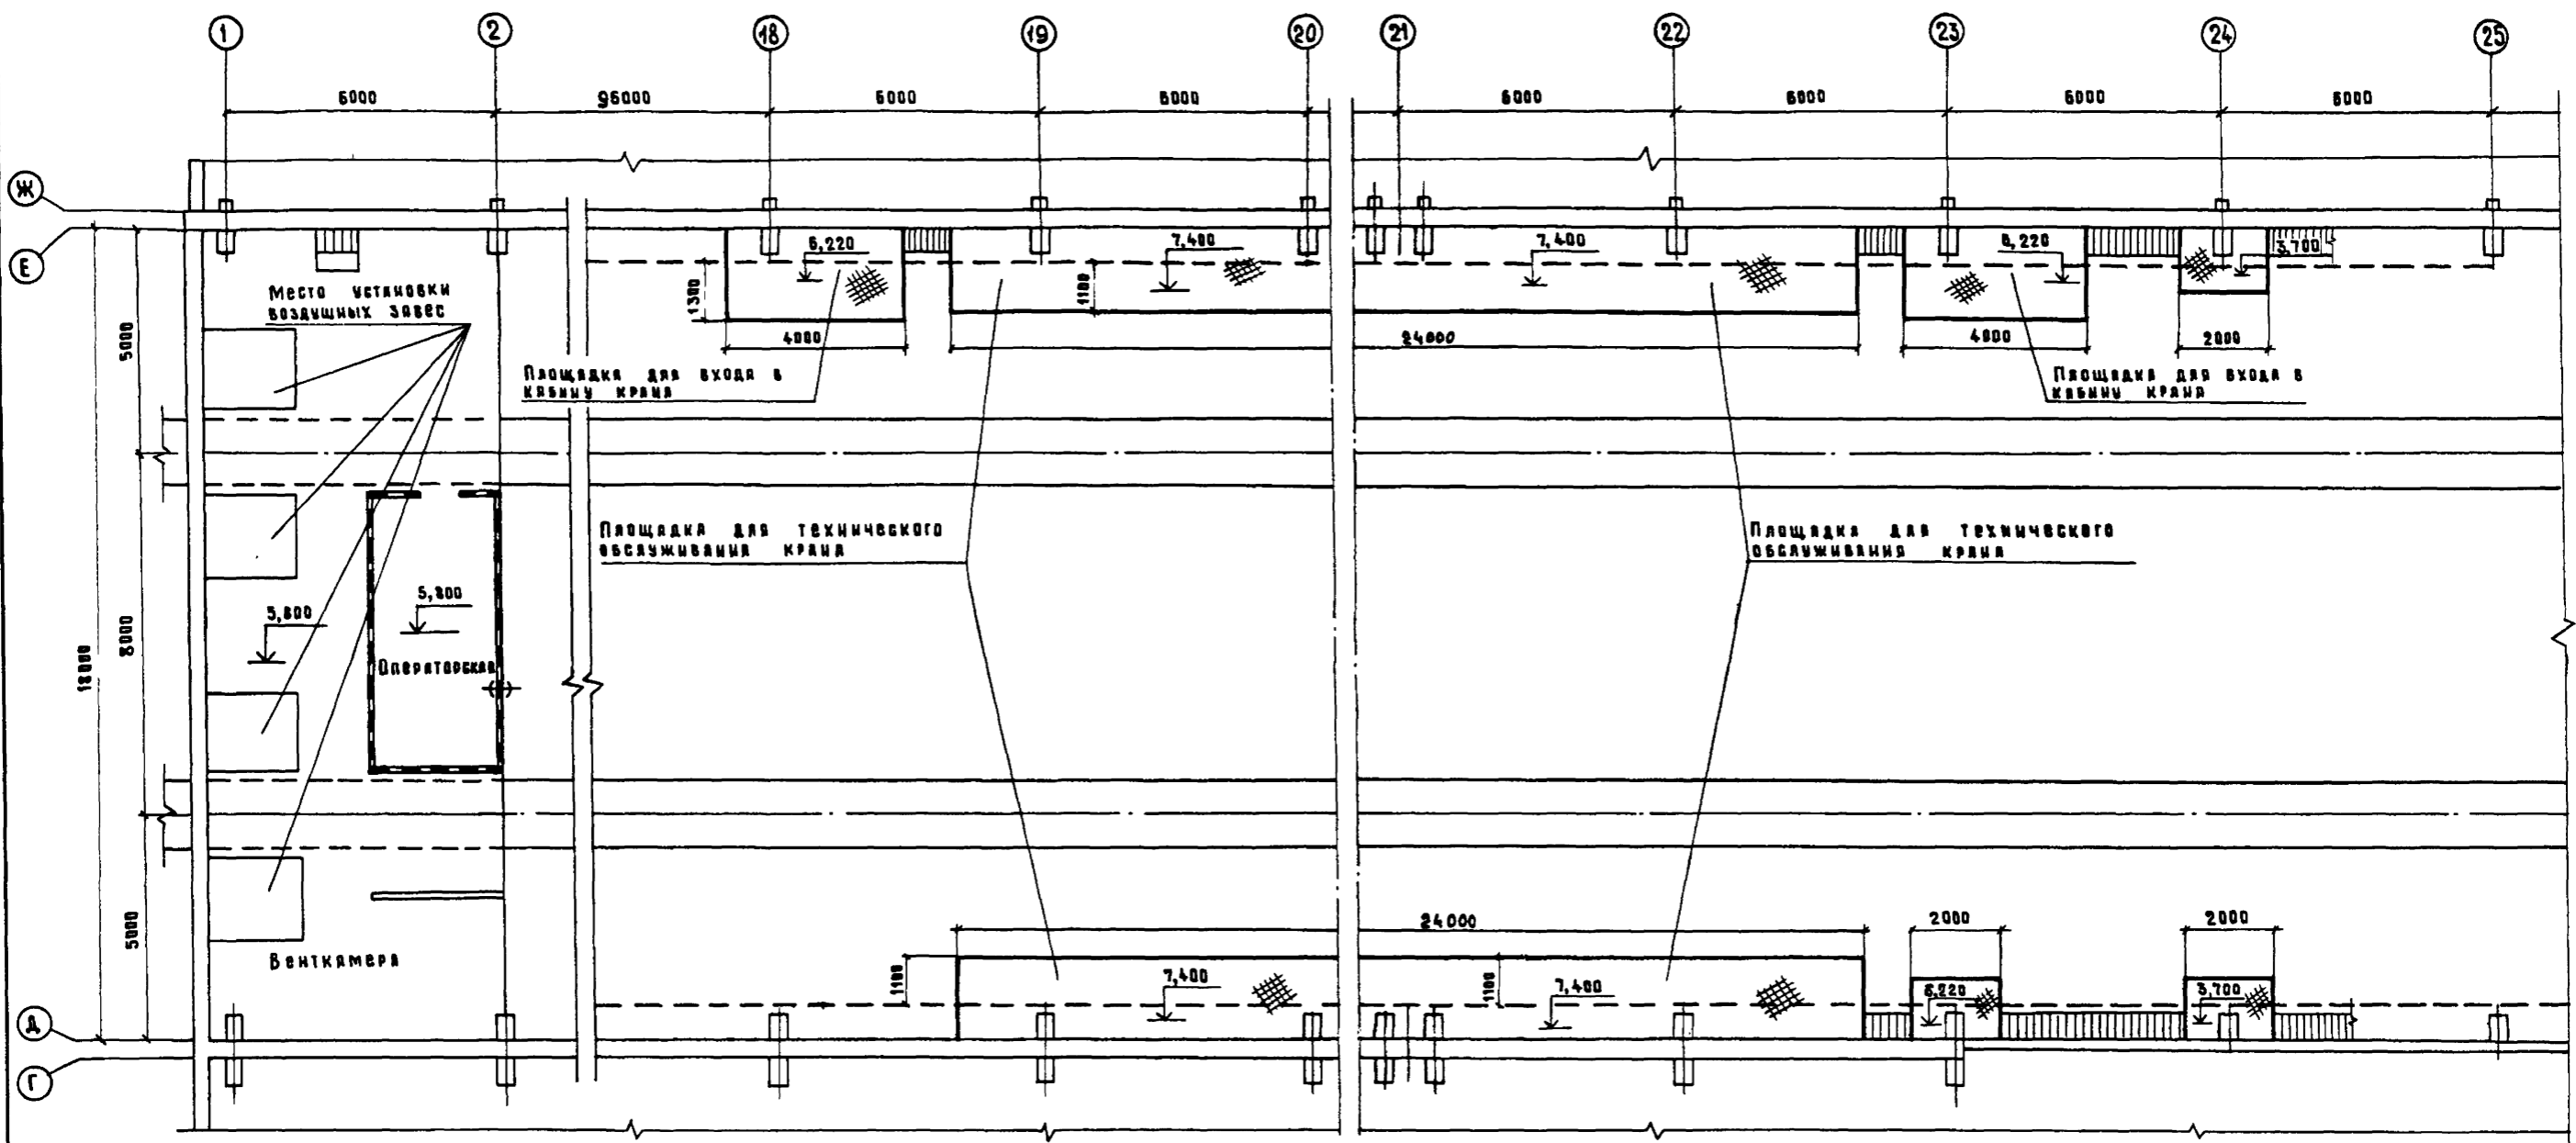 1 2 18 19 20 21 22 23 24 25
6000 96000 6000 6000 6000 6000 6000 6000
Ж
Е
6,220 7,400 7,400 6,220 3,700
1300 1100
Место установки
воздушных завес
4000 24000 4000 2000
5000
Площадка для входа в
кабину крана
Площадка для входа в
кабину крана
Площадка для технического
обслуживания крана
Площадка для технического
обслуживания крана
5,800 5,800
18000 8000
Операторская
5000
24000 2000 2000
Венткамера
1100 7,400 1100 7,400 6,220 3,700
Д
Г